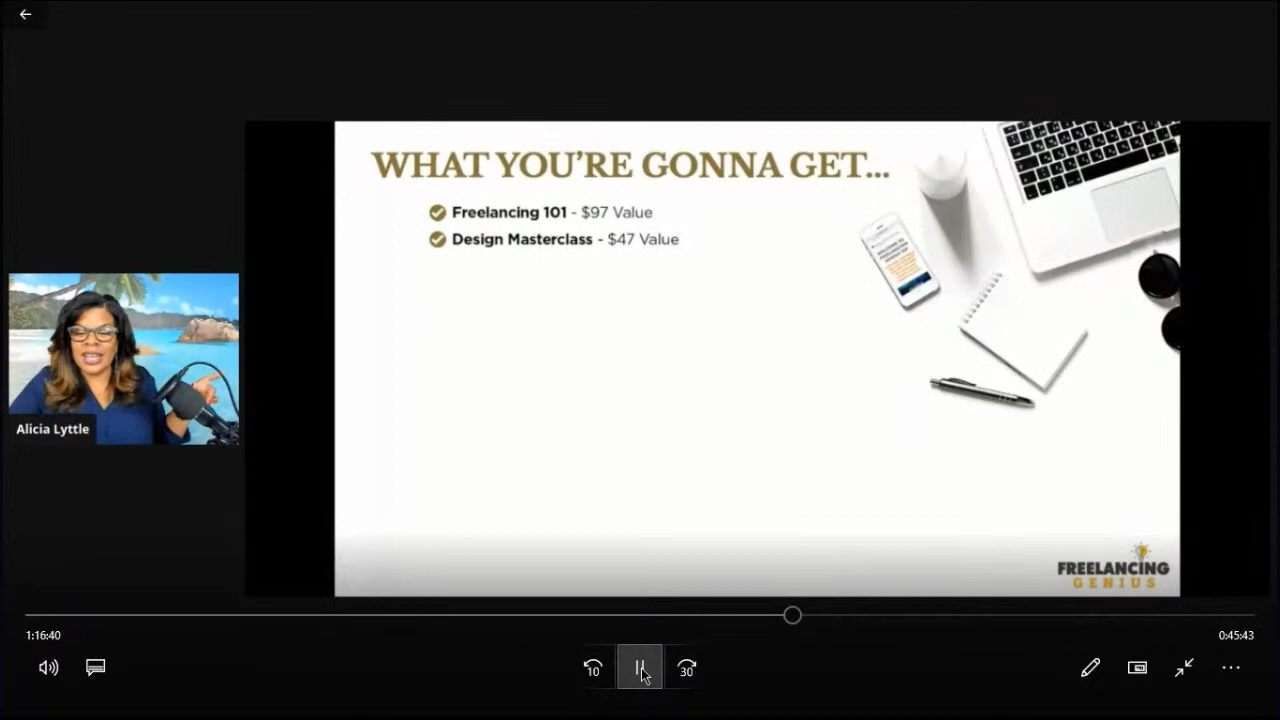 WHAT YOU'RE GONNA GET...
Freelancing 101 - $97 Value
Design Masterclass - $47 Value
Alicia Lyttle
FREELANCING
GENIUS
1:16:40
0:45:43
10
30